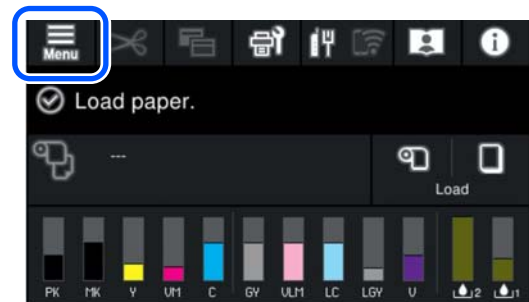 Menu
Load paper.
---
Load
PK MK Y VM C GY VLM LC LGY V 2 1